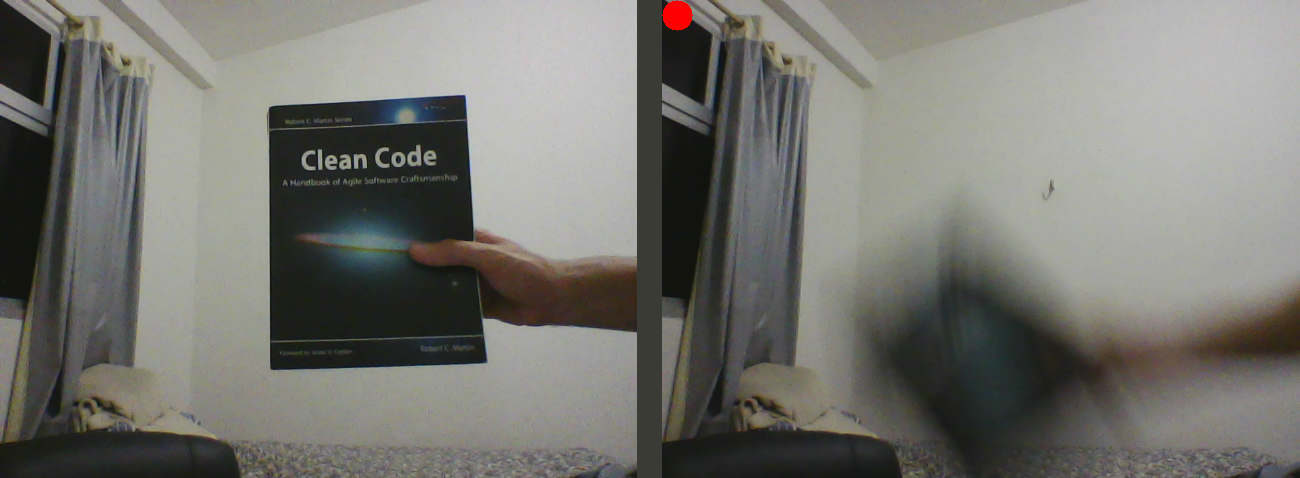 Robert C. Martin Series
Clean Code
A Handbook of Agile Software Craftsmanship
Foreword by James O. Coplien
Robert C. Martin